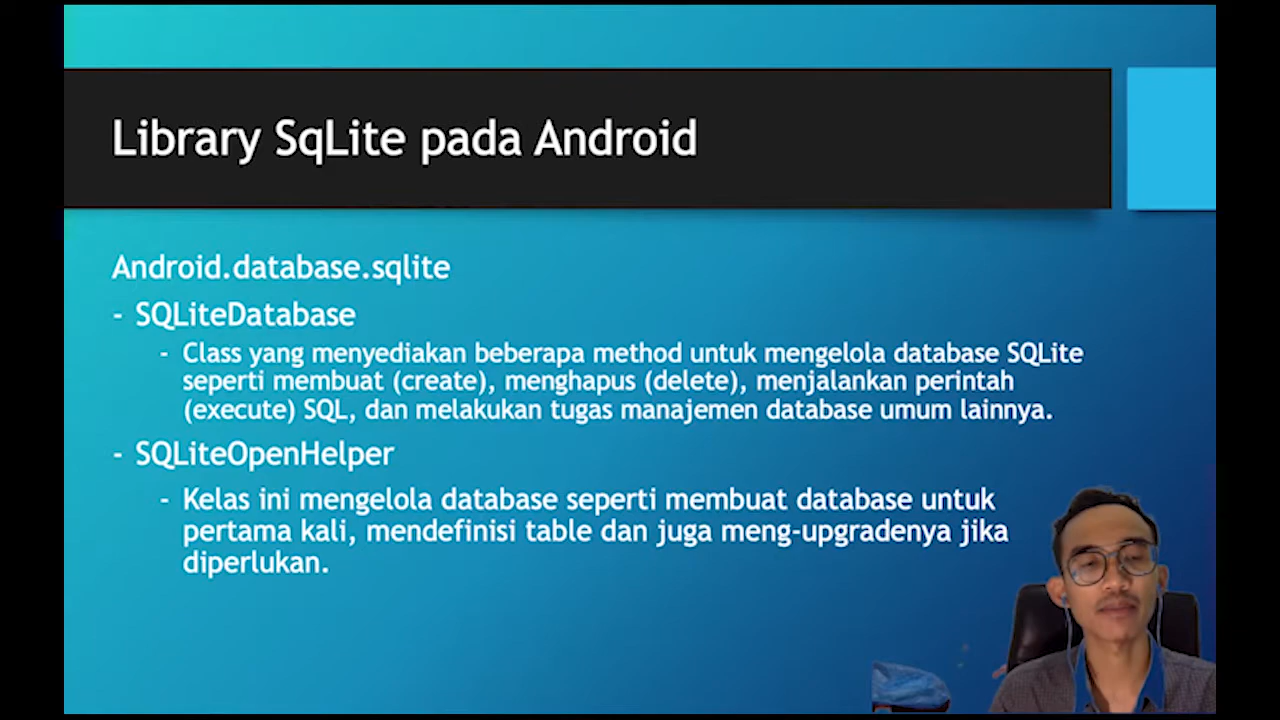 Library SqLite pada Android
Android.database.sqlite
- SQLiteDatabase
- Class yang menyediakan beberapa method untuk mengelola database SQLite
seperti membuat (create), menghapus (delete), menjalankan perintah
(execute) SQL, dan melakukan tugas manajemen database umum lainnya.
- SQLiteOpenHelper
- Kelas ini mengelola database seperti membuat database untuk
pertama kali, mendefinisi table dan juga meng-upgradenya jika
diperlukan.